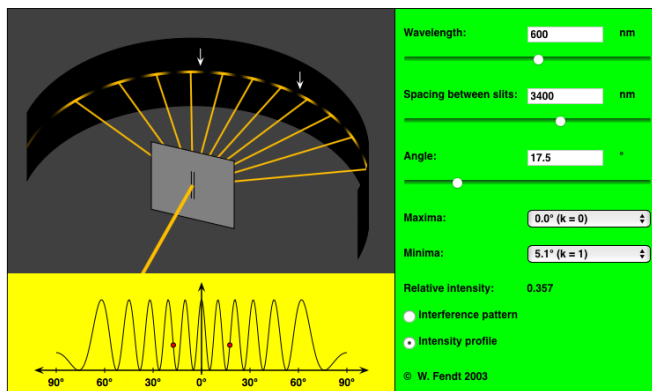 Wavelength: 600 nm
Spacing between slits: 3400 nm
Angle: 17.5 °
Maxima: 0.0° (k = 0)
Minima: 5.1° (k = 1)
Relative intensity: 0.357
Interference pattern
Intensity profile
© W. Fendt 2003
90° 60° 30° 0° 30° 60° 90°